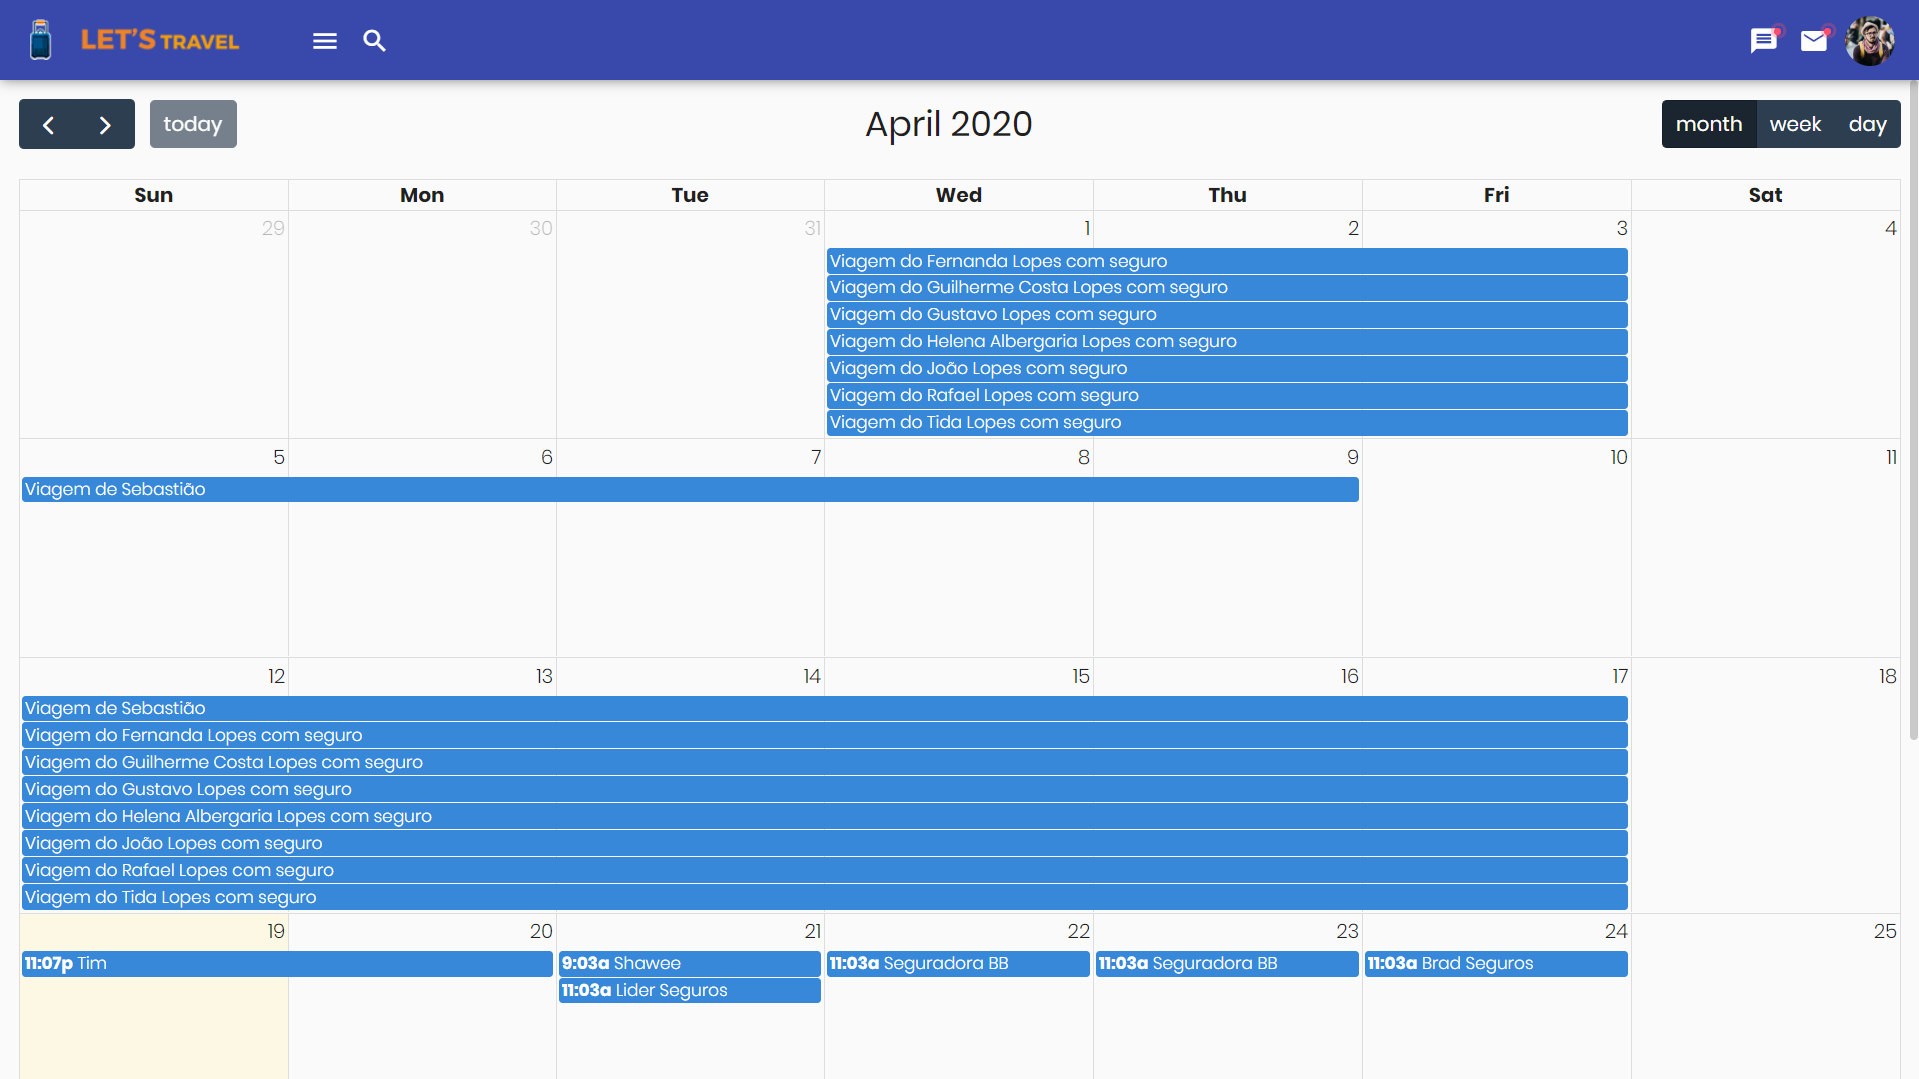 LET'S TRAVEL
today
April 2020
month week day
Sun Mon Tue Wed Thu Fri Sat
29 30 31 1 2 3 4
Viagem do Fernanda Lopes com seguro
Viagem do Guilherme Costa Lopes com seguro
Viagem do Gustavo Lopes com seguro
Viagem do Helena Albergaria Lopes com seguro
Viagem do João Lopes com seguro
Viagem do Rafael Lopes com seguro
Viagem do Tida Lopes com seguro
5 6 7 8 9 10 11
Viagem de Sebastião
12 13 14 15 16 17 18
Viagem de Sebastião
Viagem do Fernanda Lopes com seguro
Viagem do Guilherme Costa Lopes com seguro
Viagem do Gustavo Lopes com seguro
Viagem do Helena Albergaria Lopes com seguro
Viagem do João Lopes com seguro
Viagem do Rafael Lopes com seguro
Viagem do Tida Lopes com seguro
19 20 21 22 23 24 25
11:07p Tim 9:03a Shawee 11:03a Seguradora BB 11:03a Seguradora BB 11:03a Brad Seguros
11:03a Lider Seguros